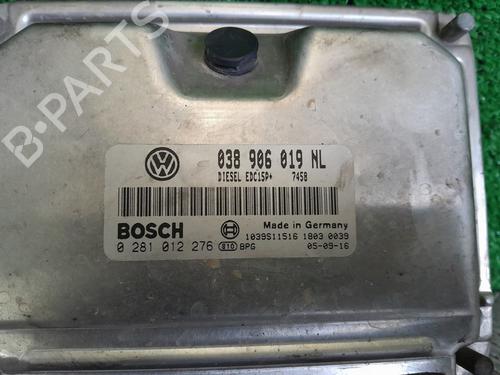 B-PARTS
038 906 019 NL
DIESEL EDC15P+ 7458
BOSCH
Made in Germany
1039S11516 1803 0039
0 281 012 276 S10 BPG 05-09-16